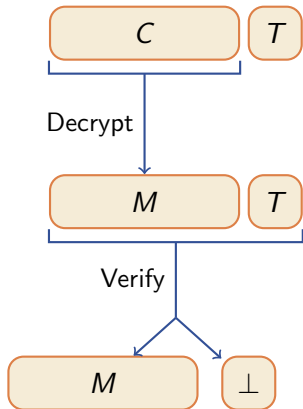 C T
Decrypt
M T
Verify
M ⊥